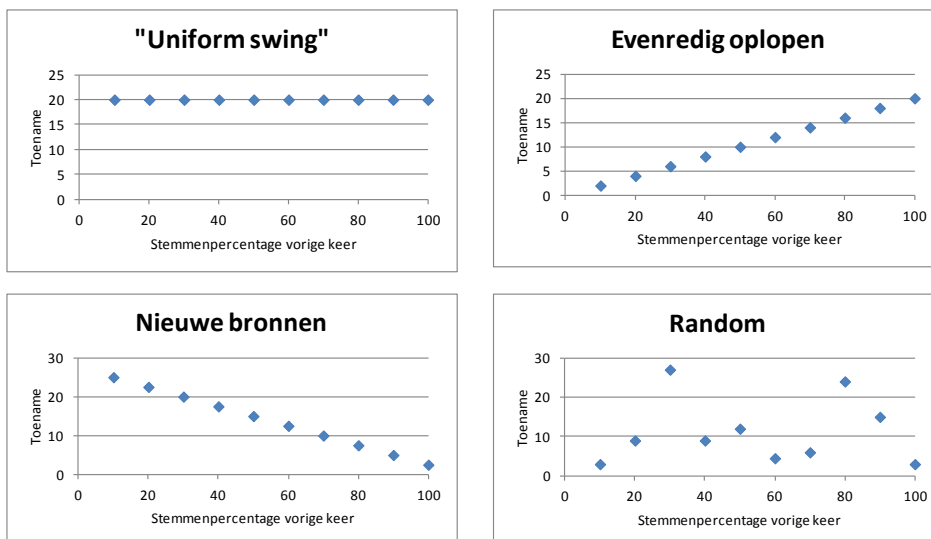 "Uniform swing"
25
20
15
10
5
0
Toename
0 20 40 60 80 100
Stemmenpercentage vorige keer
Evenredig oplopen
25
20
15
10
5
0
Toename
0 20 40 60 80 100
Stemmenpercentage vorige keer
Nieuwe bronnen
30
20
10
0
Toename
0 20 40 60 80 100
Stemmenpercentage vorige keer
Random
30
20
10
0
Toename
0 20 40 60 80 100
Stemmenpercentage vorige keer